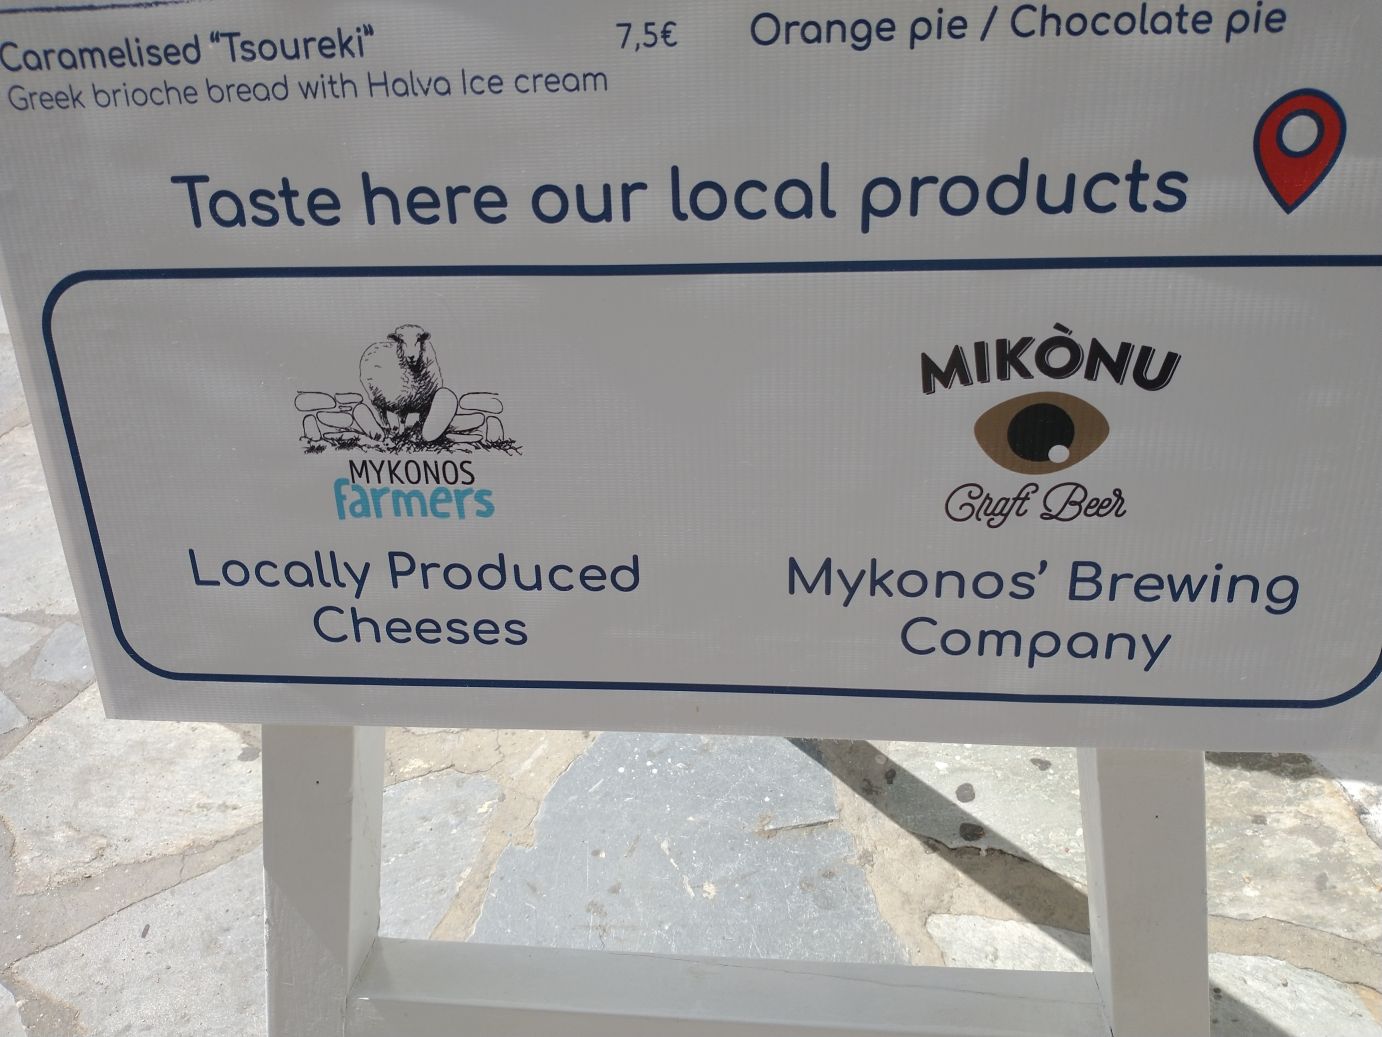 Caramelised “Tsoureki” 7,5€
Greek brioche bread with Halva Ice cream
Orange pie / Chocolate pie
Taste here our local products
MYKONOS
farmers
Locally Produced
Cheeses
MIKÒNU
Craft Beer
Mykonos’ Brewing
Company